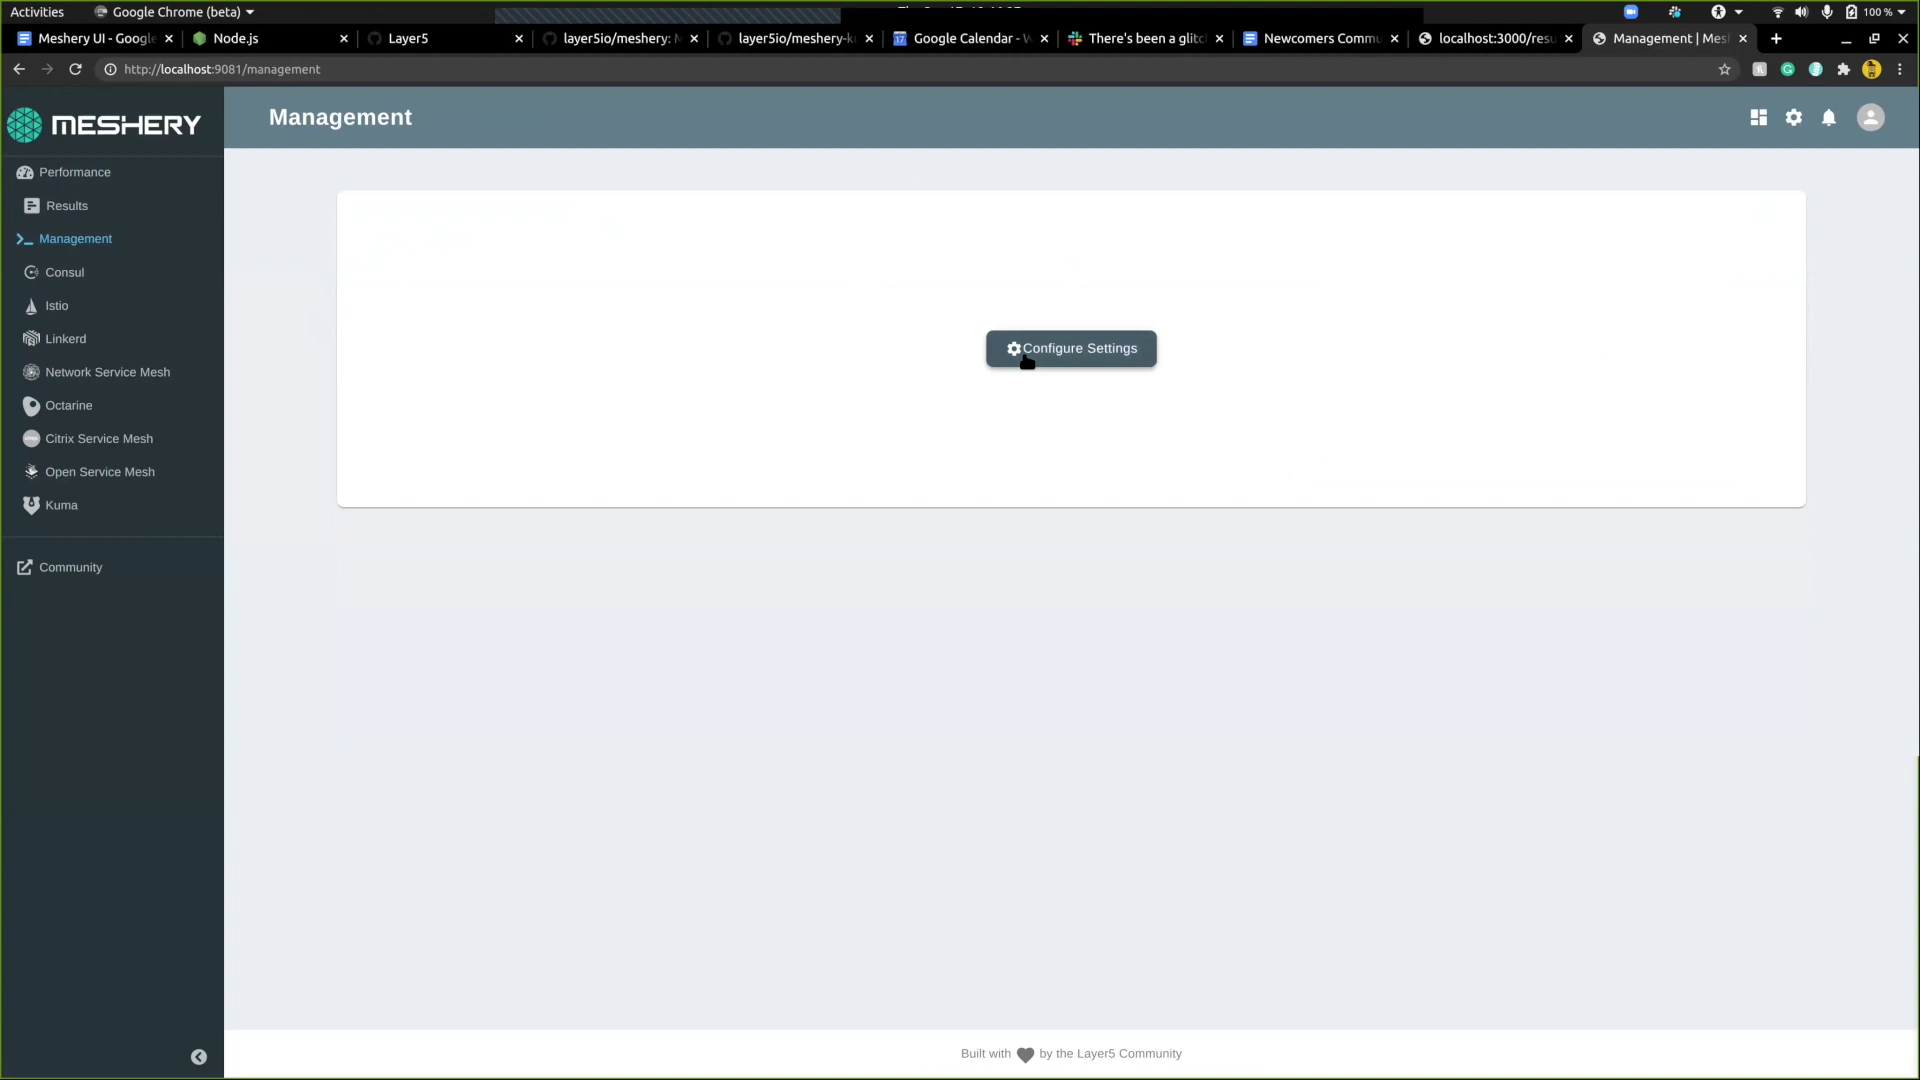 Activities Google Chrome (beta) 100 %
Meshery UI - Google Node.js Layer5 layer5io/meshery: M layer5io/meshery-ku Google Calendar - W There's been a glitc Newcomers Commu localhost:3000/resu Management | Mesh
http://localhost:9081/management
MESHERY
Management
Performance
Results
Management
Consul
Istio
Linkerd
Network Service Mesh
Octarine
Citrix Service Mesh
Open Service Mesh
Kuma
Community
Configure Settings
Built with by the Layer5 Community